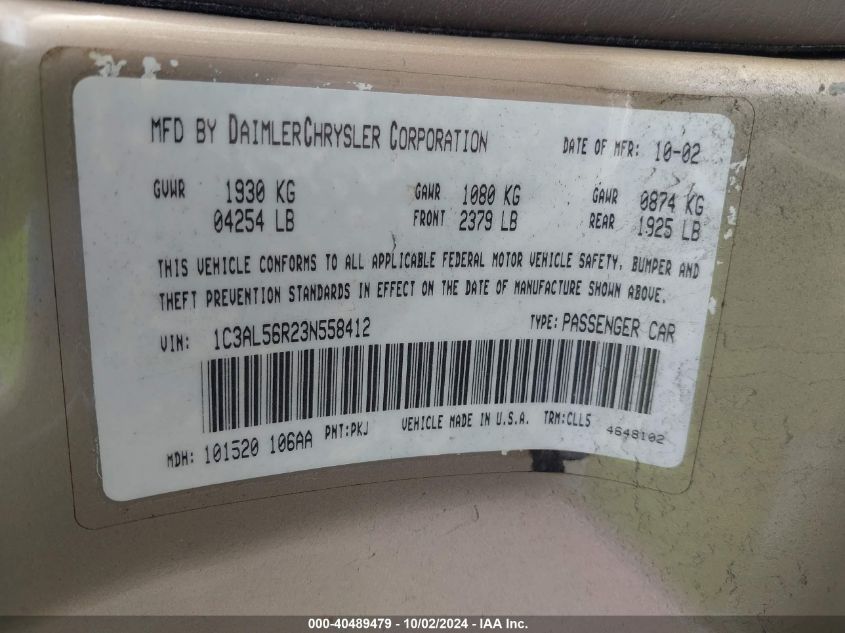 MFD BY DAIMLERCHRYSLER CORPORATION DATE OF MFR: 10-02
GVWR 1930 KG GAWR 1080 KG GAWR 0874 KG
04254 LB FRONT 2379 LB REAR 1925 LB
THIS VEHICLE CONFORMS TO ALL APPLICABLE FEDERAL MOTOR VEHICLE SAFETY, BUMPER AND
THEFT PREVENTION STANDARDS IN EFFECT ON THE DATE OF MANUFACTURE SHOWN ABOVE.
VIN: 1C3AL56R23N558412 TYPE: PASSENGER CAR
MDH: 101520 106AA PNT:PKJ VEHICLE MADE IN U.S.A. TRM:CLL5 4648102
000-40489479 - 10/02/2024 - IAA Inc.